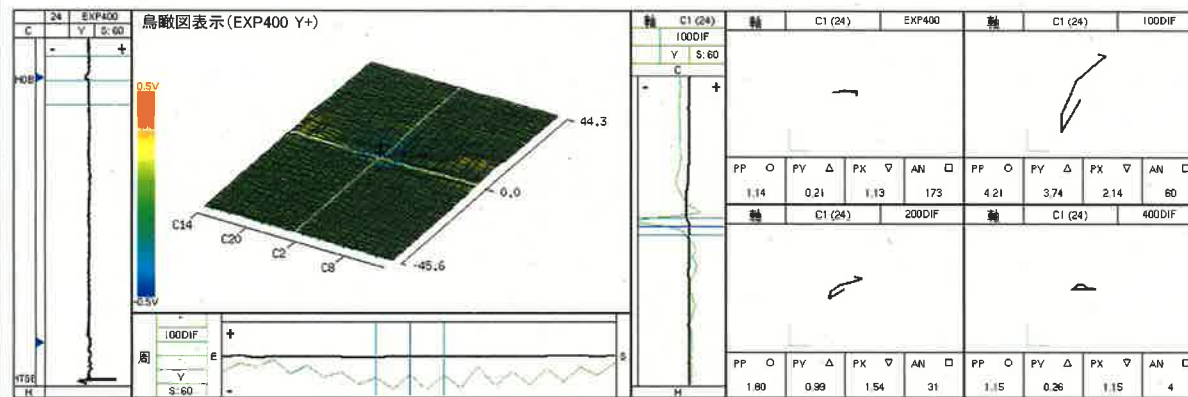 24 EXP400
C Y S:60
- +
H08
H
鳥瞰図表示(EXP400 Y+)
0.5V
-0.5V
44.3
0.0
-45.6
C14
C20
C2
C8
周
100DIF
-
Y
S:60
+
-
E
S
軸 C1(24)
100DIF
Y S:60
C
- +
H
軸 C1(24) EXP400
PP ○ PY △ PX ▽ AN □
1.14 0.21 1.13 173
軸 C1(24) 100DIF
PP ○ PY △ PX ▽ AN □
4.21 3.74 2.14 60
軸 C1(24) 200DIF
PP ○ PY △ PX ▽ AN □
1.80 0.99 1.54 31
軸 C1(24) 400DIF
PP ○ PY △ PX ▽ AN □
1.15 0.26 1.15 4